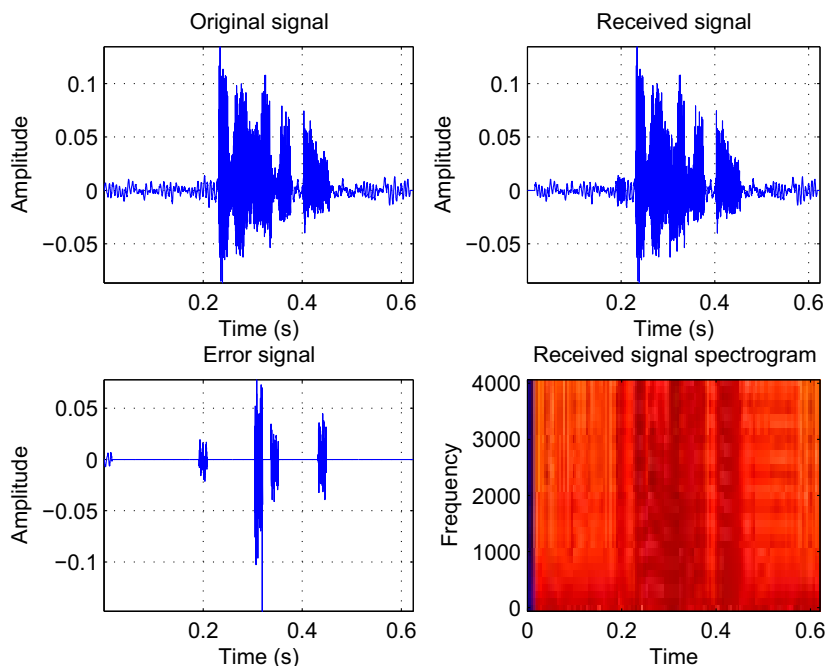 Original signal
Amplitude
0.1
0.05
0
−0.05
0.2
0.4
0.6
Time (s)
Received signal
Amplitude
0.1
0.05
0
−0.05
0.2
0.4
0.6
Time (s)
Error signal
Amplitude
0.05
0
−0.05
−0.1
0.2
0.4
0.6
Time (s)
Received signal spectrogram
Frequency
4000
3000
2000
1000
0
0
0.2
0.4
0.6
Time